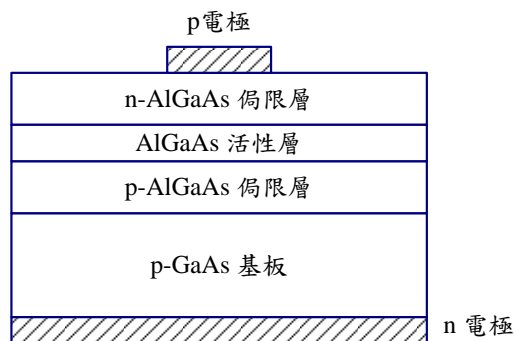 p電極
n-AlGaAs 侷限層
AlGaAs 活性層
p-AlGaAs 侷限層
p-GaAs 基板
n 電極